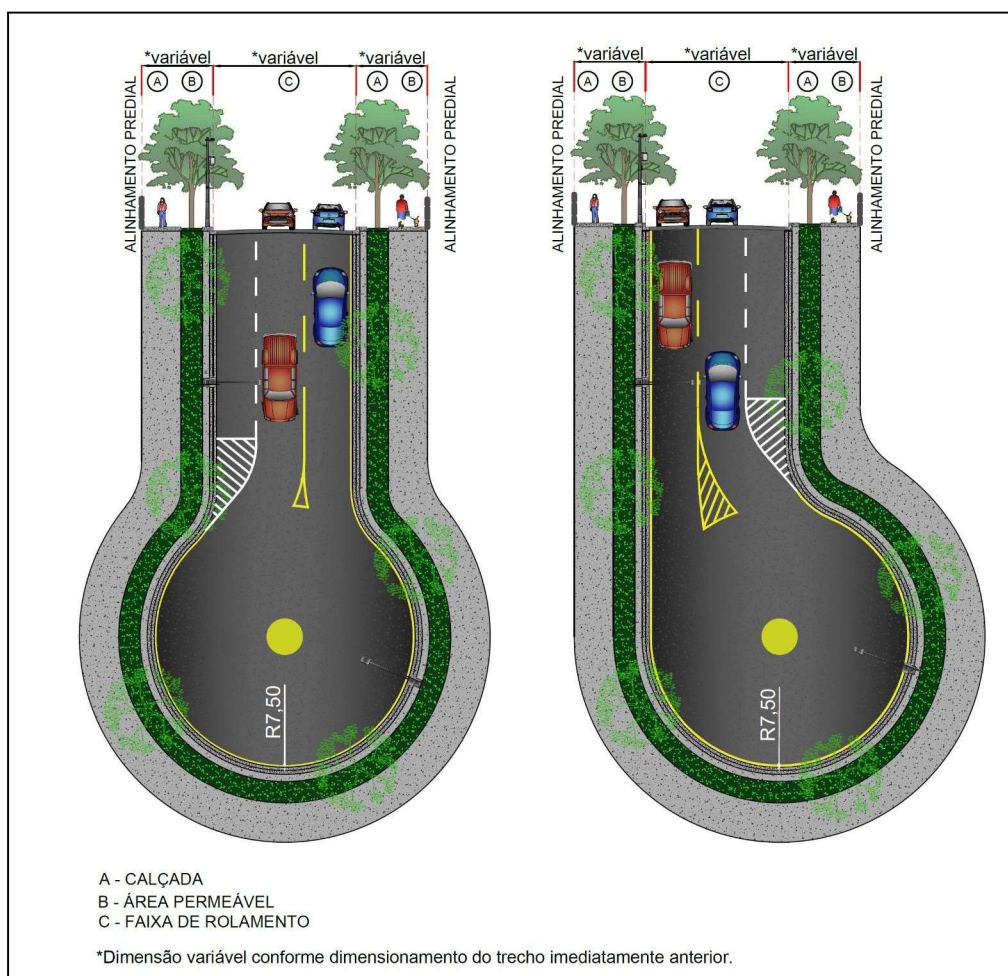 *variável *variável *variável
A B C A B
ALINHAMENTO PREDIAL
ALINHAMENTO PREDIAL
R7,50
*variável *variável *variável
A B C A B
ALINHAMENTO PREDIAL
ALINHAMENTO PREDIAL
R7,50
A - CALÇADA
B - ÁREA PERMEÁVEL
C - FAIXA DE ROLAMENTO
*Dimensão variável conforme dimensionamento do trecho imediatamente anterior.